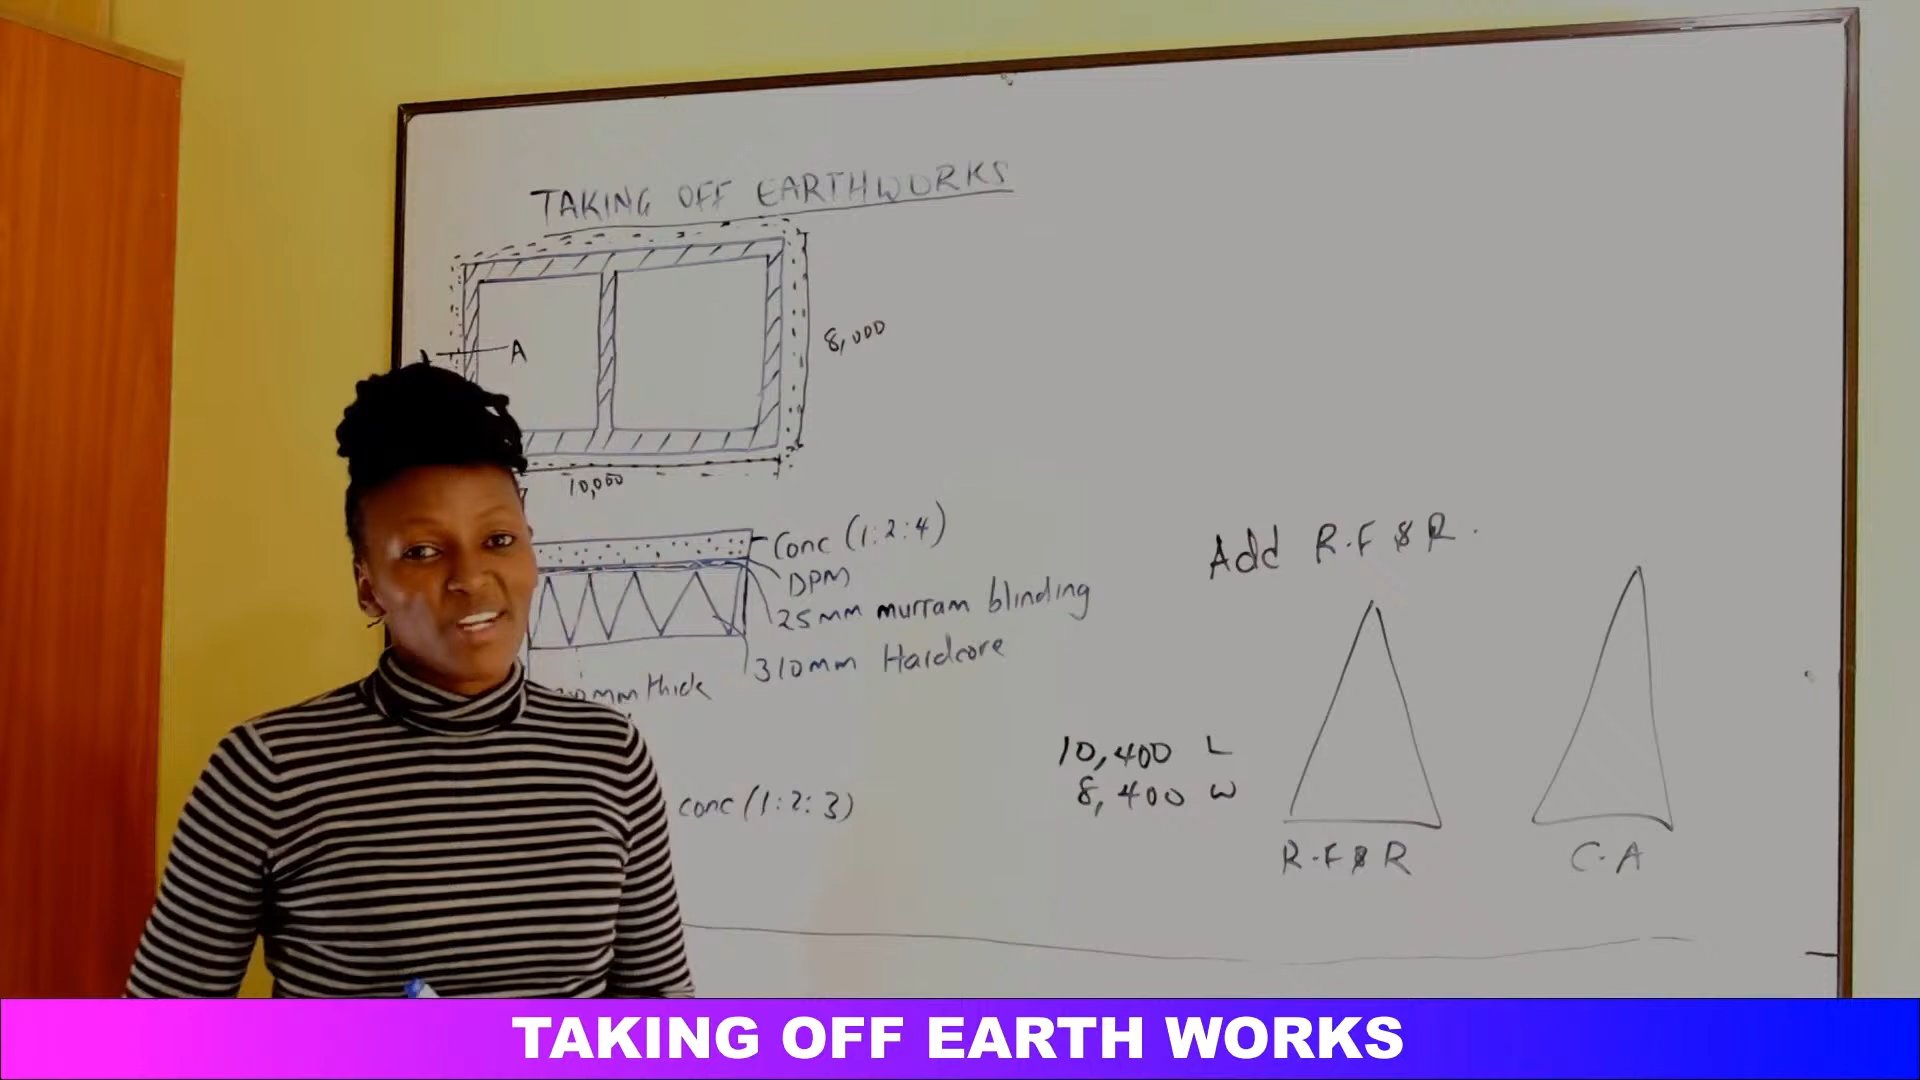 TAKING OFF EARTHWORKS
A
8,000
10,000
Conc (1:2:4)
DPM
25mm murram blinding
310mm Hardcore
mm thick
conc (1:2:3)
Add R.F & R.
10,400 L
8,400 W
R.F & R
C.A
TAKING OFF EARTH WORKS